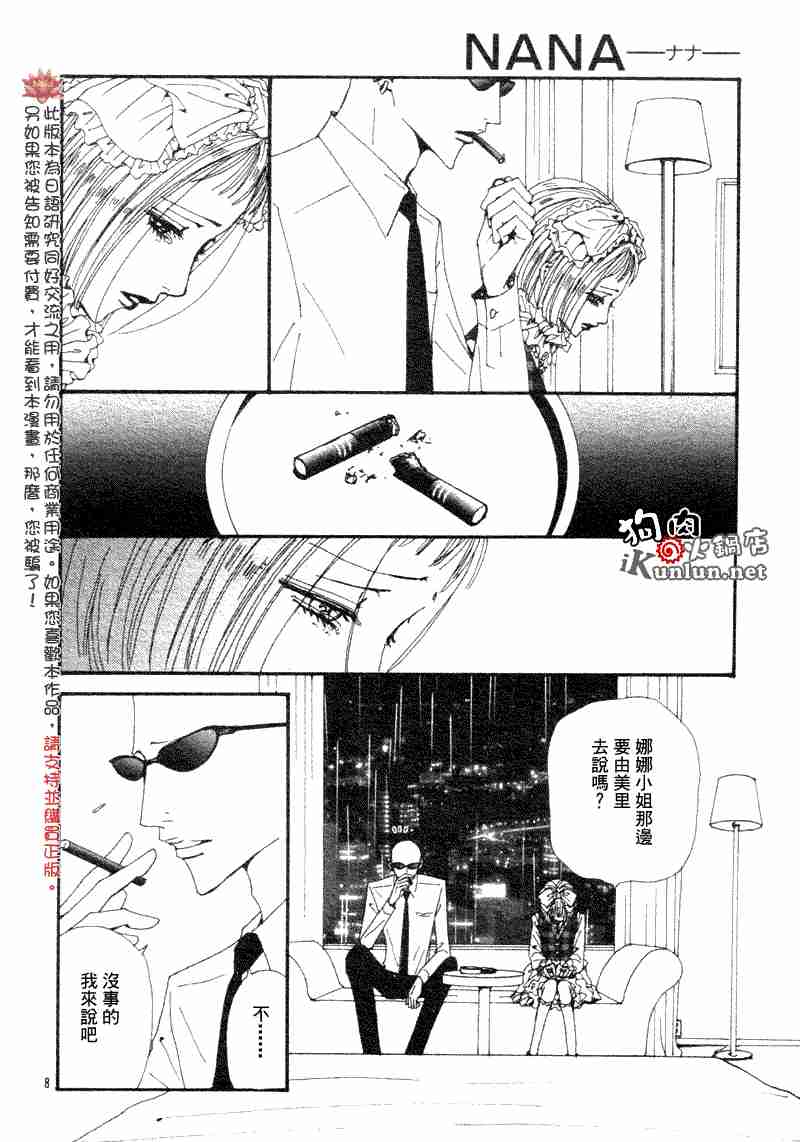 NANA——ナナ——
此版本為日語研究同好交流之用，請勿用於任何商業用途。如果您喜歡本作品，請支持並購買正版。
另如果您被告知需要付費，才能看到本漫畫，那麼，您被騙了！
狗肉火鍋店
iKunlun.net
娜娜小姐那邊
要由美里
去說嗎？
不……
沒事的
我來說吧
8